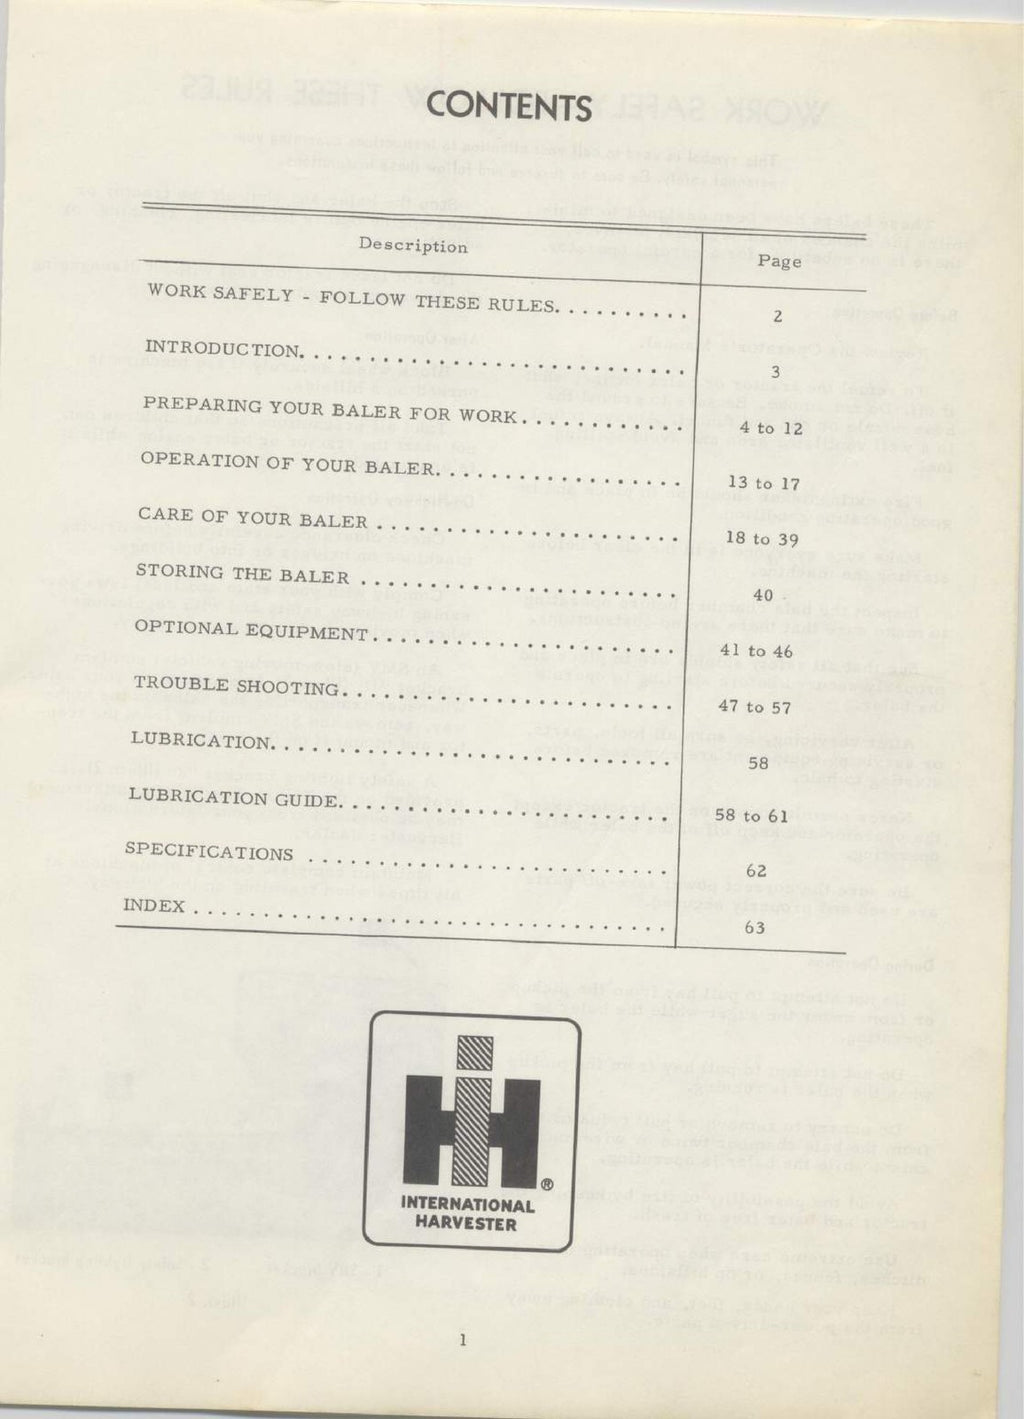 CONTENTS
Description Page
WORK SAFELY - FOLLOW THESE RULES. . . . . . . . . . 2
INTRODUCTION. . . . . . . . . . . . . . . . . . . . . . . . . . . . 3
PREPARING YOUR BALER FOR WORK. . . . . . . . . . . . 4 to 12
OPERATION OF YOUR BALER. . . . . . . . . . . . . . . . . . 13 to 17
CARE OF YOUR BALER . . . . . . . . . . . . . . . . . . . . . . 18 to 39
STORING THE BALER . . . . . . . . . . . . . . . . . . . . . . . 40
OPTIONAL EQUIPMENT. . . . . . . . . . . . . . . . . . . . . . 41 to 46
TROUBLE SHOOTING. . . . . . . . . . . . . . . . . . . . . . . . 47 to 57
LUBRICATION. . . . . . . . . . . . . . . . . . . . . . . . . . . . . 58
LUBRICATION GUIDE. . . . . . . . . . . . . . . . . . . . . . . . 58 to 61
SPECIFICATIONS . . . . . . . . . . . . . . . . . . . . . . . . . . 62
INDEX . . . . . . . . . . . . . . . . . . . . . . . . . . . . . . . . . . 63
IH ®
INTERNATIONAL
HARVESTER
1